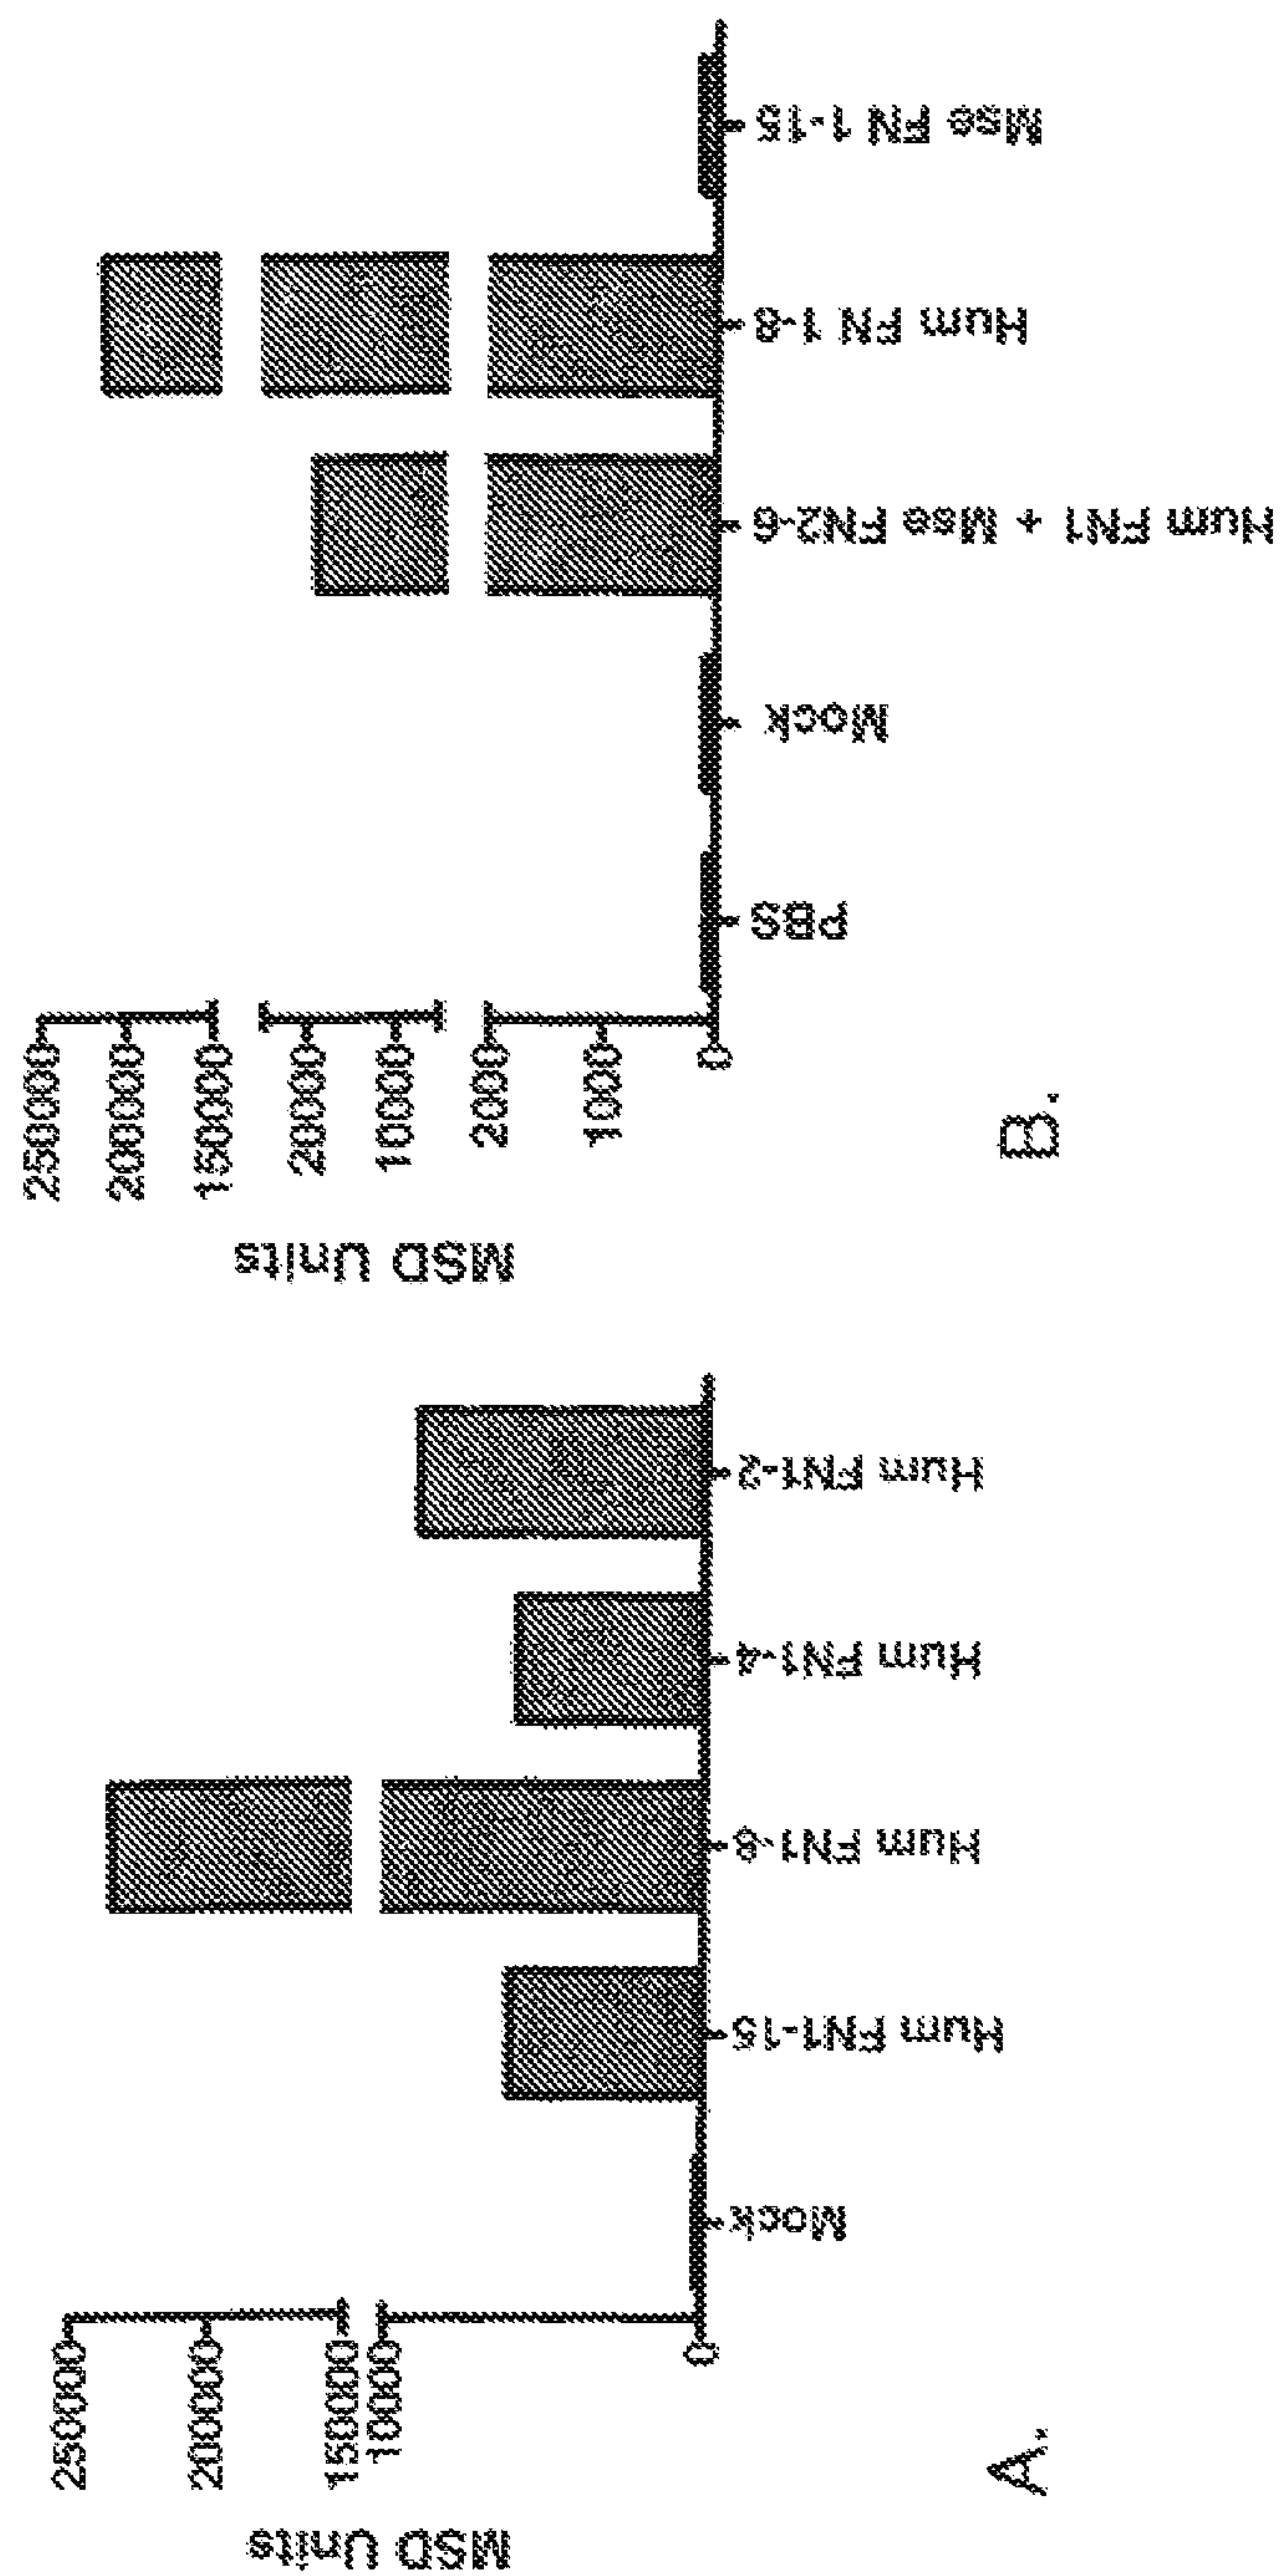 MSD Units
250000
200000
150000
10000
0
Mock
Hum FN1-15
Hum FN1-8
Hum FN1-4
Hum FN1-2
A.
MSD Units
250000
200000
150000
20000
10000
2000
1000
0
PBS
Mock
Hum FN1 + Mse FN2-6
Hum FN 1-8
Mse FN 1-15
B.